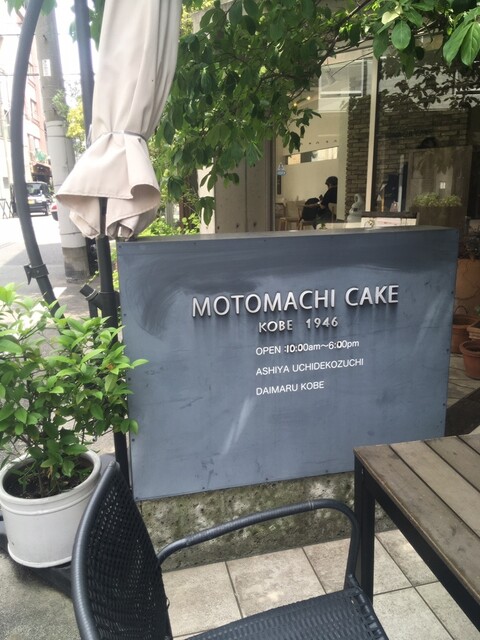 MOTOMACHI CAKE
KOBE 1946
OPEN :10:00am～6:00pm
ASHIYA UCHIDEKOZUCHI
DAIMARU KOBE